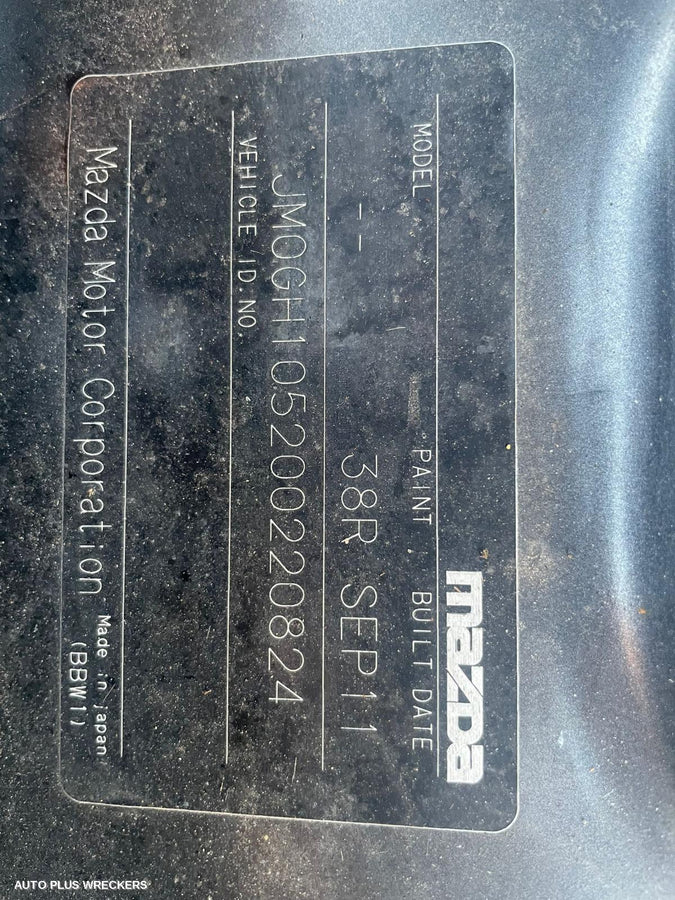 mazda
MODEL PAINT BUILT DATE
-- 38R SEP11
JM0GH105200220824
VEHICLE ID NO.
Mazda Motor Corporation Made in Japan
(BBW1)
AUTO PLUS WRECKERS